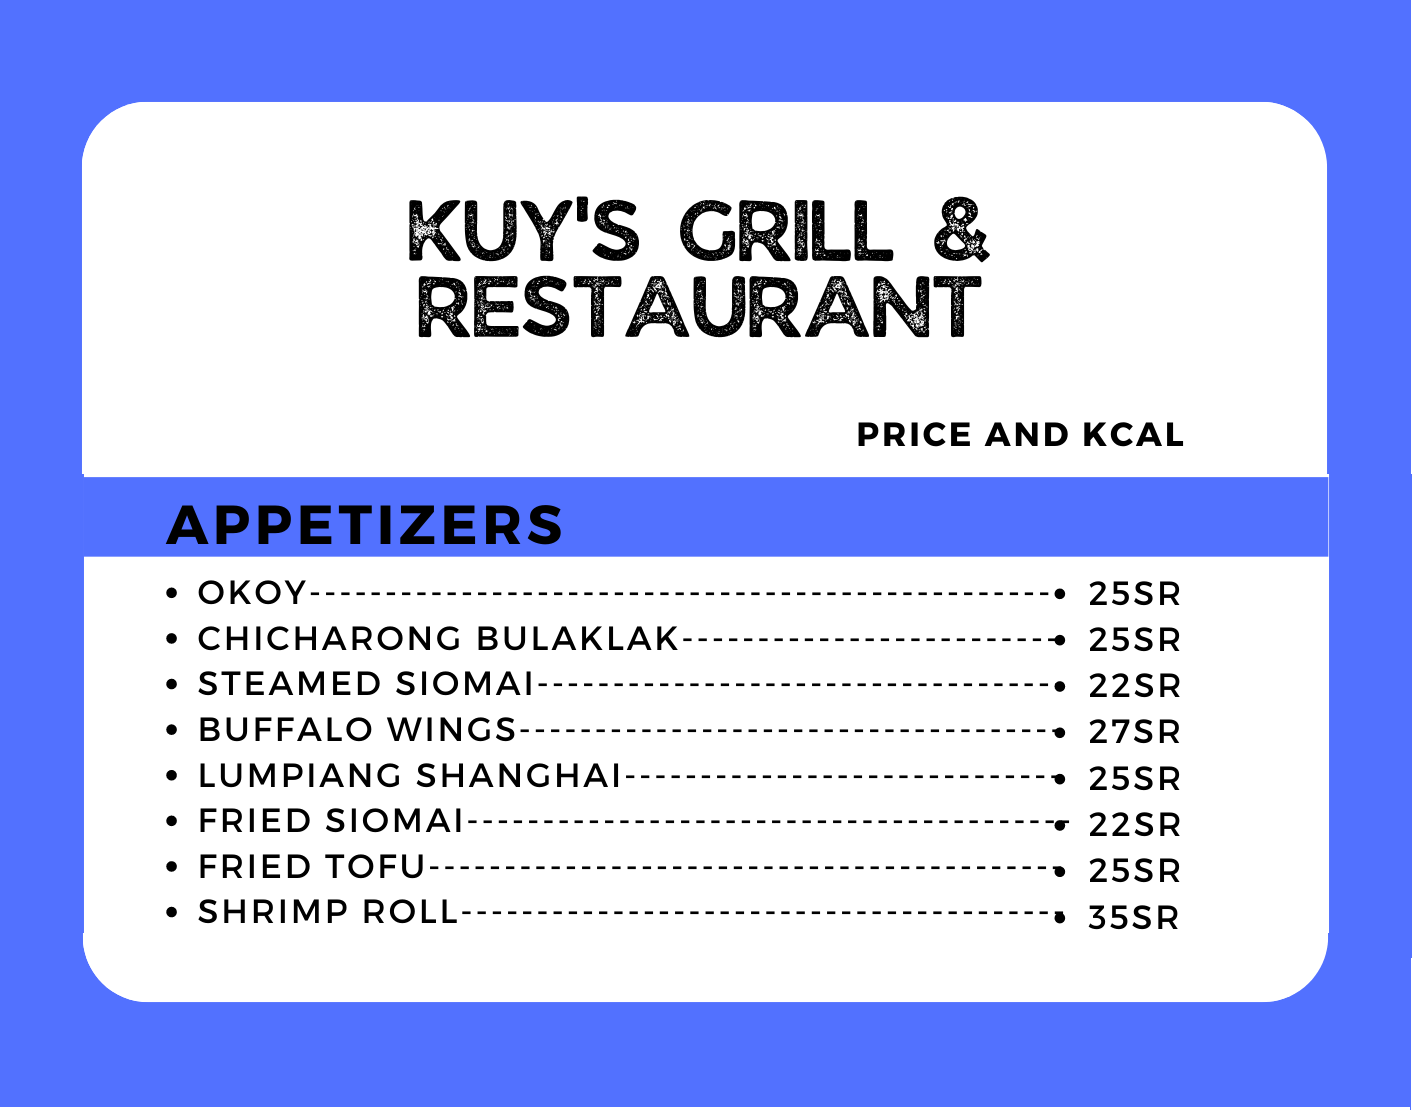 KUY'S GRILL &
RESTAURANT
PRICE AND KCAL
APPETIZERS
• OKOY------------------------------------------------• 25SR
• CHICHARONG BULAKLAK-------------------------• 25SR
• STEAMED SIOMAI----------------------------------• 22SR
• BUFFALO WINGS------------------------------------• 27SR
• LUMPIANG SHANGHAI-----------------------------• 25SR
• FRIED SIOMAI----------------------------------------• 22SR
• FRIED TOFU------------------------------------------• 25SR
• SHRIMP ROLL----------------------------------------• 35SR